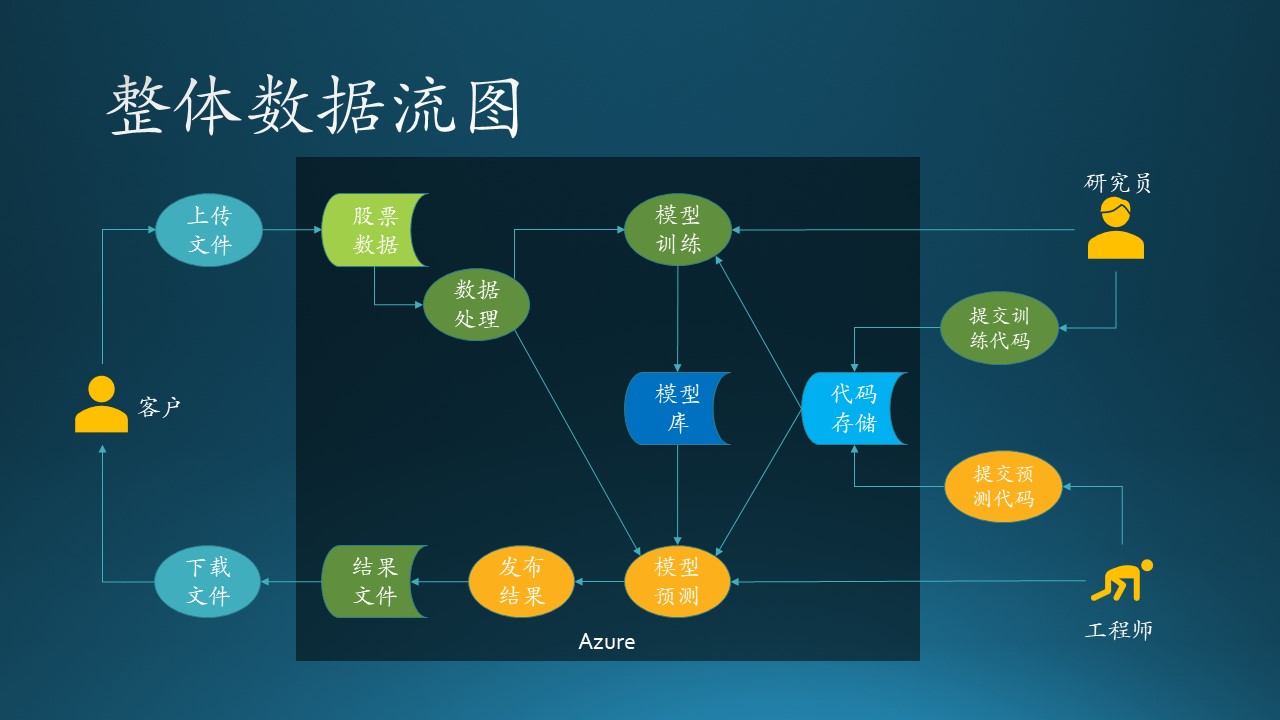 整体数据流图
研究员
上传
文件
股票
数据
模型
训练
数据
处理
提交训
练代码
客户
模型
库
代码
存储
提交预
测代码
下载
文件
结果
文件
发布
结果
模型
预测
工程师
Azure